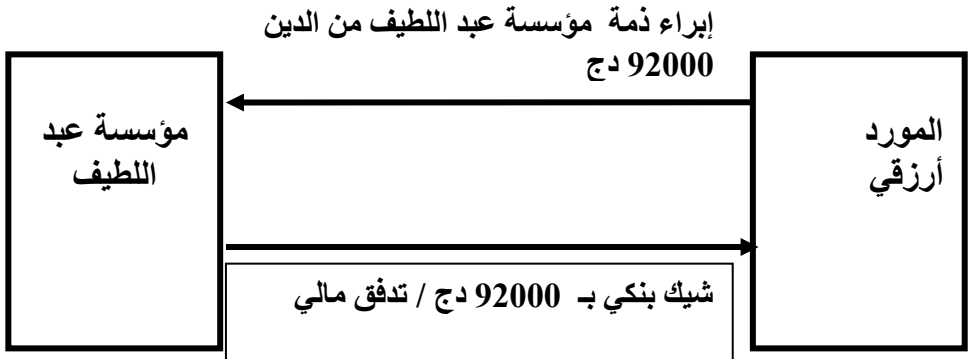 إبراء ذمة مؤسسة عبد اللطيف من الدين
92000 دج
المورد
أرزقي
مؤسسة عبد
اللطيف
شيك بنكي بـ 92000 دج / تدفق مالي